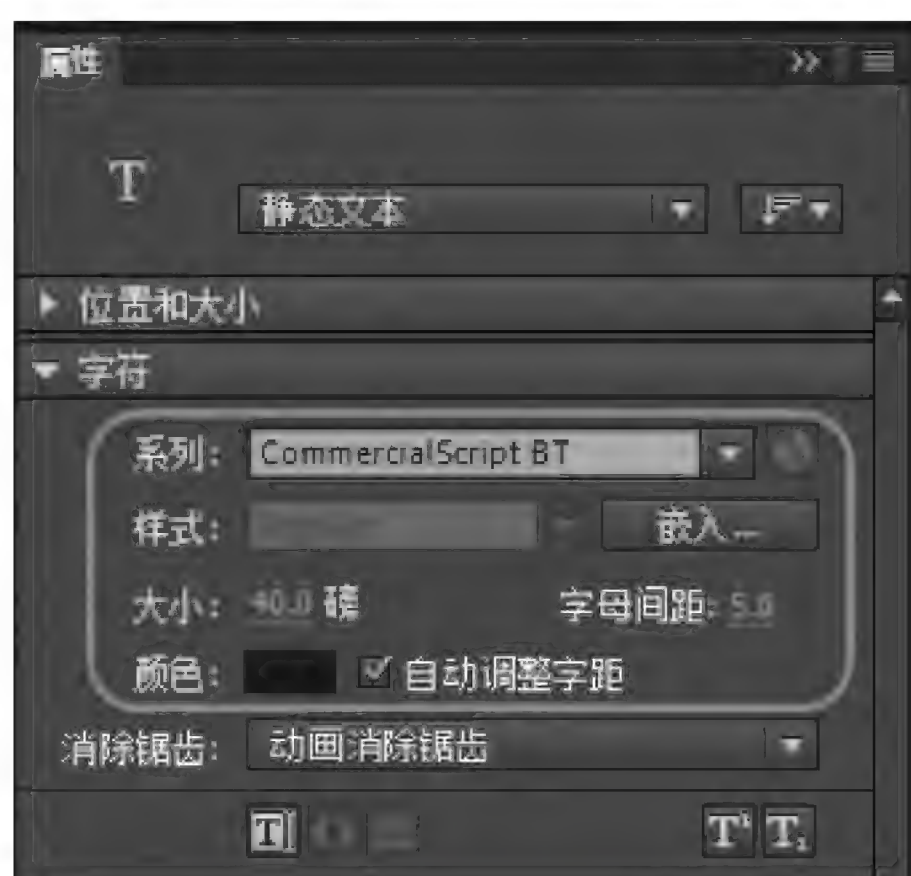 属性
T
静态文本
位置和大小
字符
系列: CommercialScript BT
样式: 嵌入...
大小: 40.0 磅 字母间距: 5.0
颜色: 自动调整字距
消除锯齿: 动画消除锯齿
T T¹ T₁